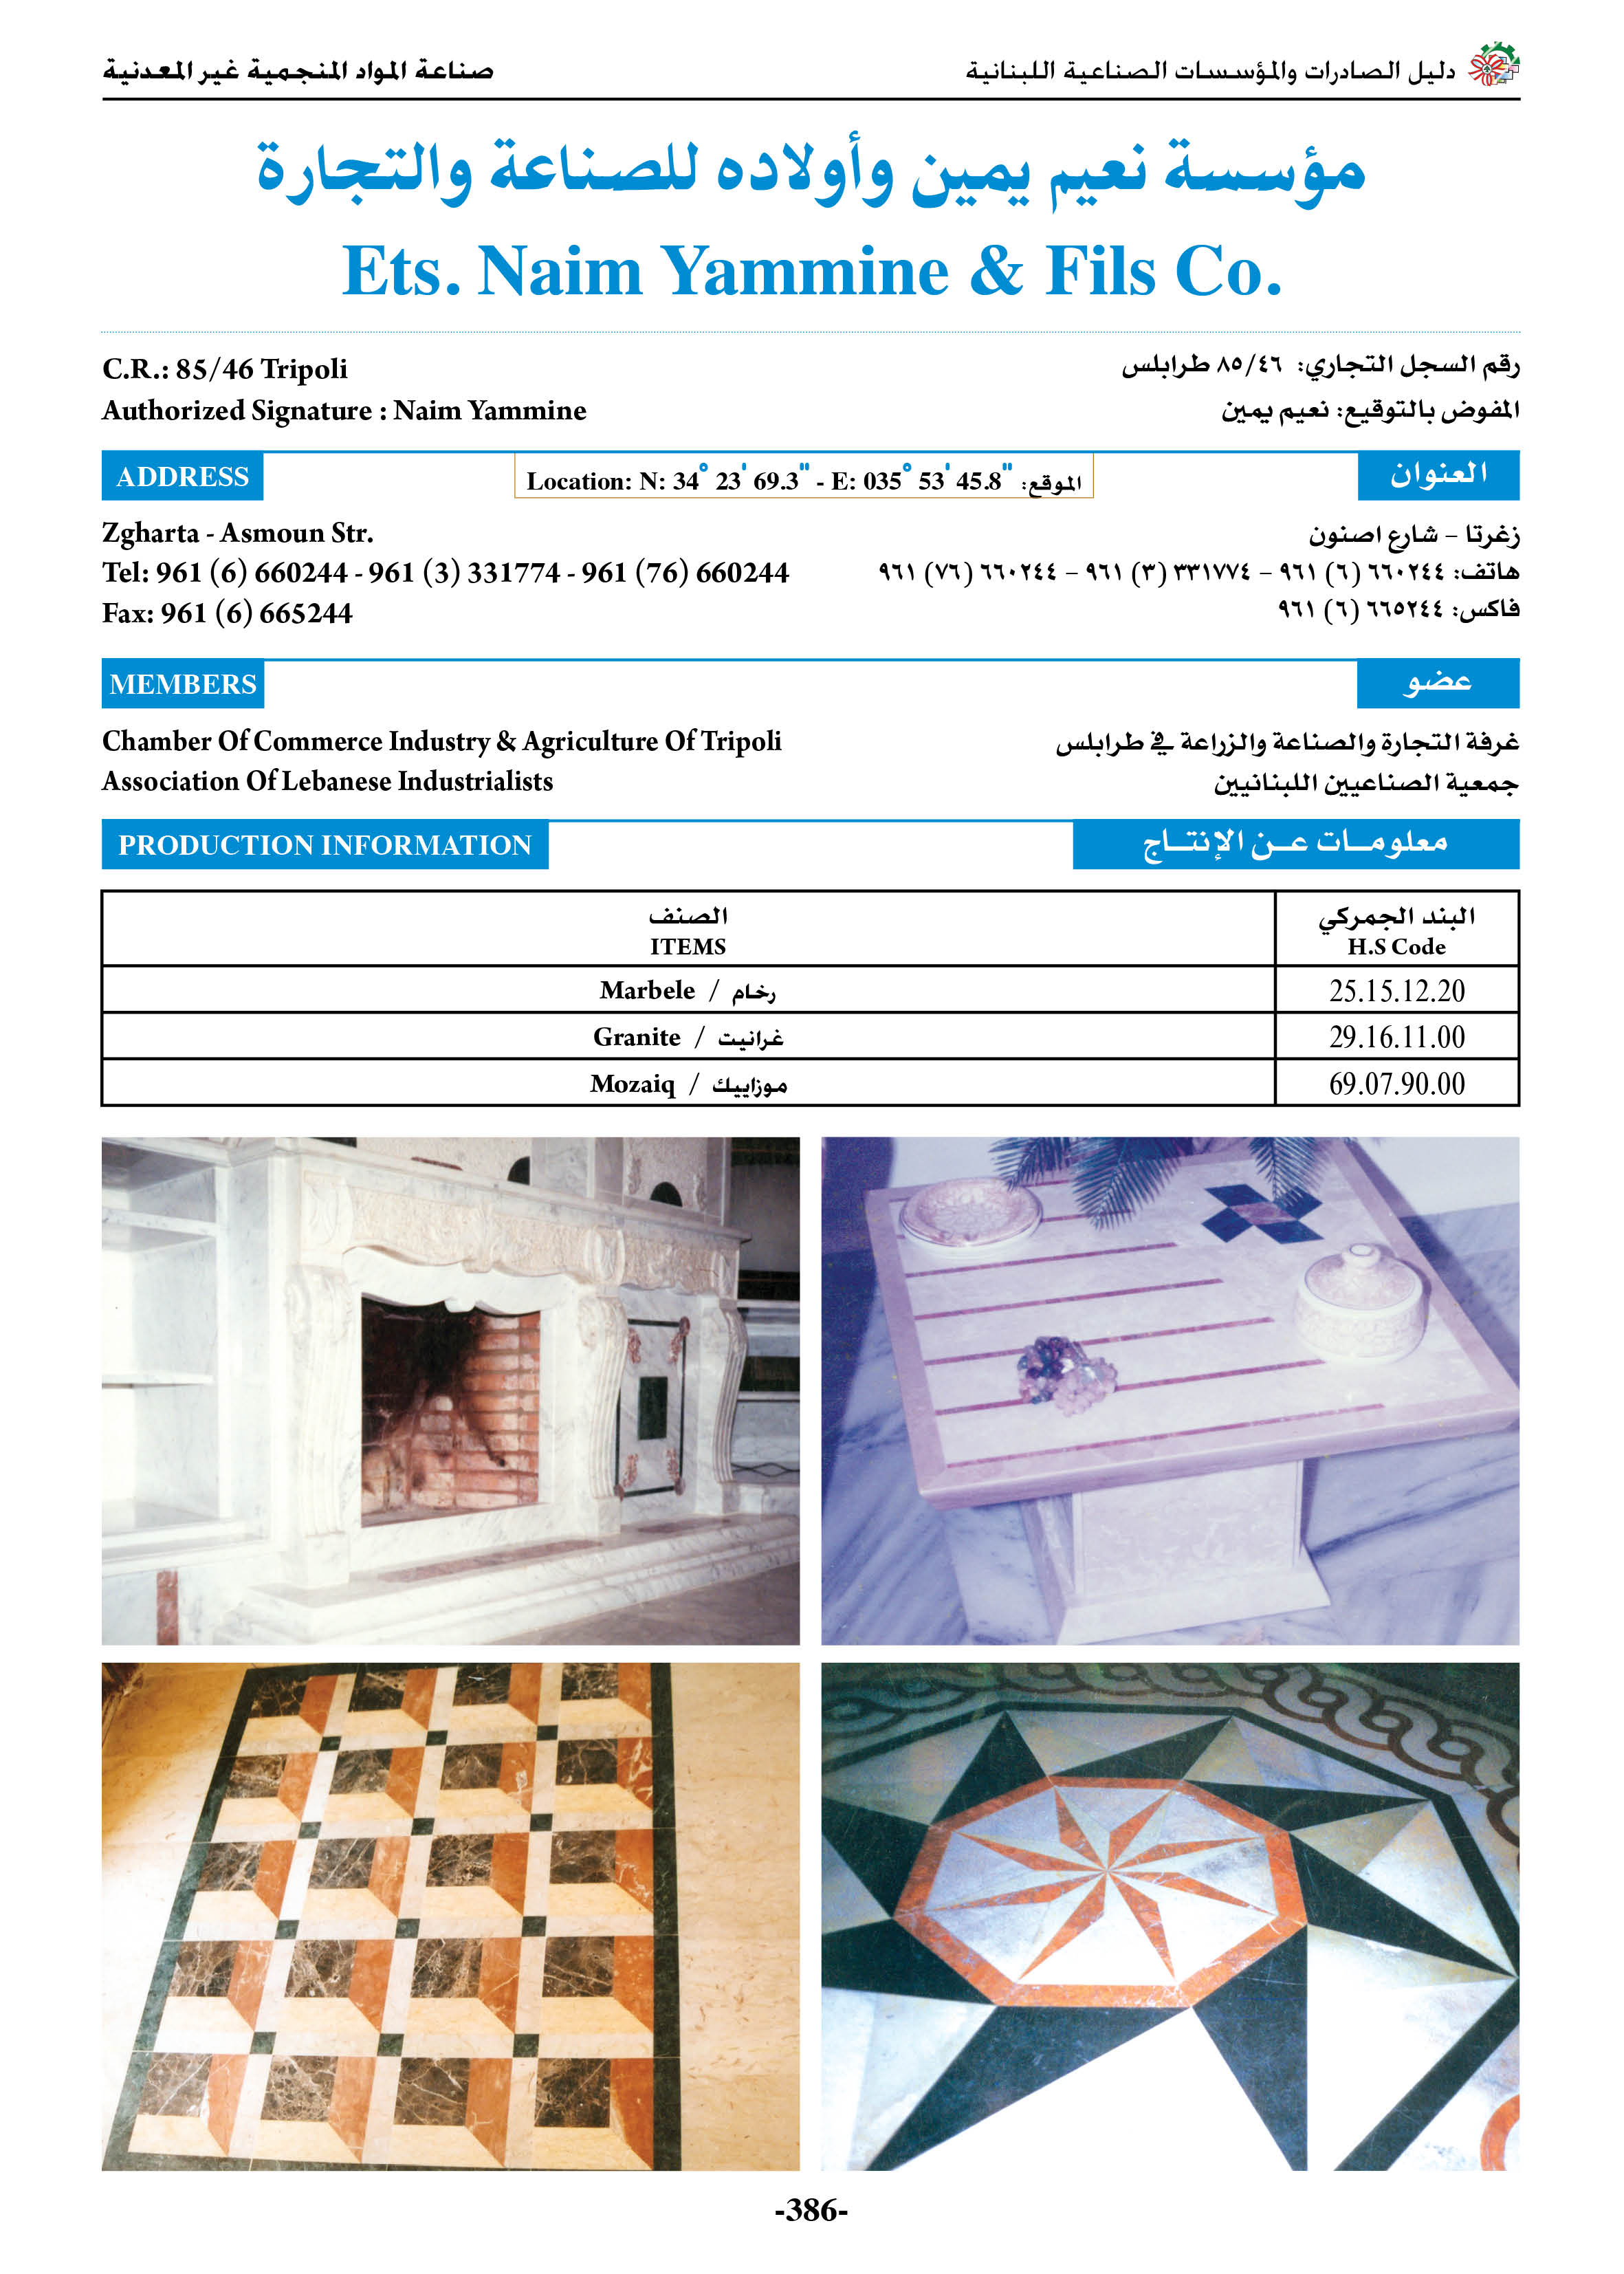 صناعة المواد المنجمية غير المعدنية
دليل الصادرات والمؤسسات الصناعية اللبنانية
مؤسسة نعيم يمين وأولاده للصناعة والتجارة
Ets. Naim Yammine & Fils Co.
C.R.: 85/46 Tripoli
رقم السجل التجاري: ٨٥/٤٦ طرابلس
Authorized Signature : Naim Yammine
المفوض بالتوقيع: نعيم يمين
ADDRESS
Location: N: 34° 23' 69.3" - E: 035° 53' 45.8" :الموقع
العنوان
Zgharta - Asmoun Str.
زغرتا – شارع اصنون
Tel: 961 (6) 660244 - 961 (3) 331774 - 961 (76) 660244
هاتف: ٦٦٠٢٤٤ (٦) ٩٦١ – ٣٣١٧٧٤ (٣) ٩٦١ – ٦٦٠٢٤٤ (٧٦) ٩٦١
Fax: 961 (6) 665244
فاكس: ٦٦٥٢٤٤ (٦) ٩٦١
MEMBERS
عضو
Chamber Of Commerce Industry & Agriculture Of Tripoli
غرفة التجارة والصناعة والزراعة في طرابلس
Association Of Lebanese Industrialists
جمعية الصناعيين اللبنانيين
PRODUCTION INFORMATION
معلومـات عـن الإنتـاج
الصنف
ITEMS
البند الجمركي
H.S Code
Marbele / رخام
25.15.12.20
Granite / غرانيت
29.16.11.00
Mozaiq / موزاييك
69.07.90.00
-386-